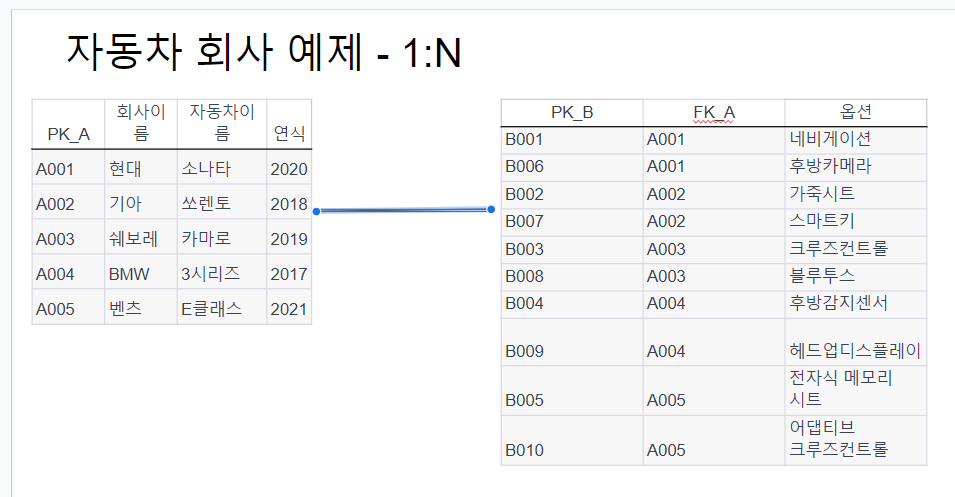 자동차 회사 예제 - 1:N
PK_A 회사이름 자동차이름 연식
A001 현대 소나타 2020
A002 기아 쏘렌토 2018
A003 쉐보레 카마로 2019
A004 BMW 3시리즈 2017
A005 벤츠 E클래스 2021
PK_B FK_A 옵션
B001 A001 네비게이션
B006 A001 후방카메라
B002 A002 가죽시트
B007 A002 스마트키
B003 A003 크루즈컨트롤
B008 A003 블루투스
B004 A004 후방감지센서
B009 A004 헤드업디스플레이
B005 A005 전자식 메모리 시트
B010 A005 어댑티브 크루즈컨트롤